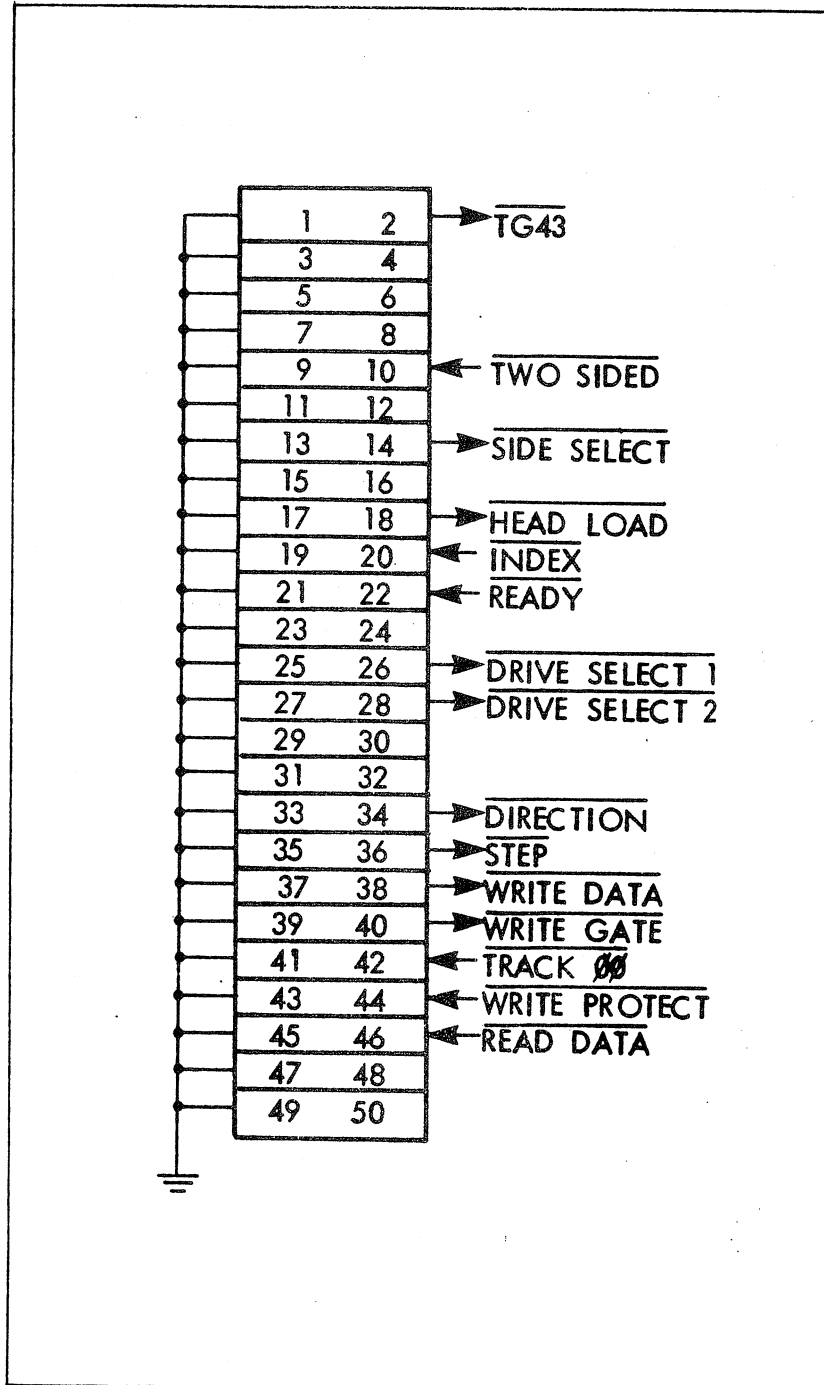 1 2 TG43
3 4
5 6
7 8
9 10 TWO SIDED
11 12
13 14 SIDE SELECT
15 16
17 18 HEAD LOAD
19 20 INDEX
21 22 READY
23 24
25 26 DRIVE SELECT 1
27 28 DRIVE SELECT 2
29 30
31 32
33 34 DIRECTION
35 36 STEP
37 38 WRITE DATA
39 40 WRITE GATE
41 42 TRACK 00
43 44 WRITE PROTECT
45 46 READ DATA
47 48
49 50